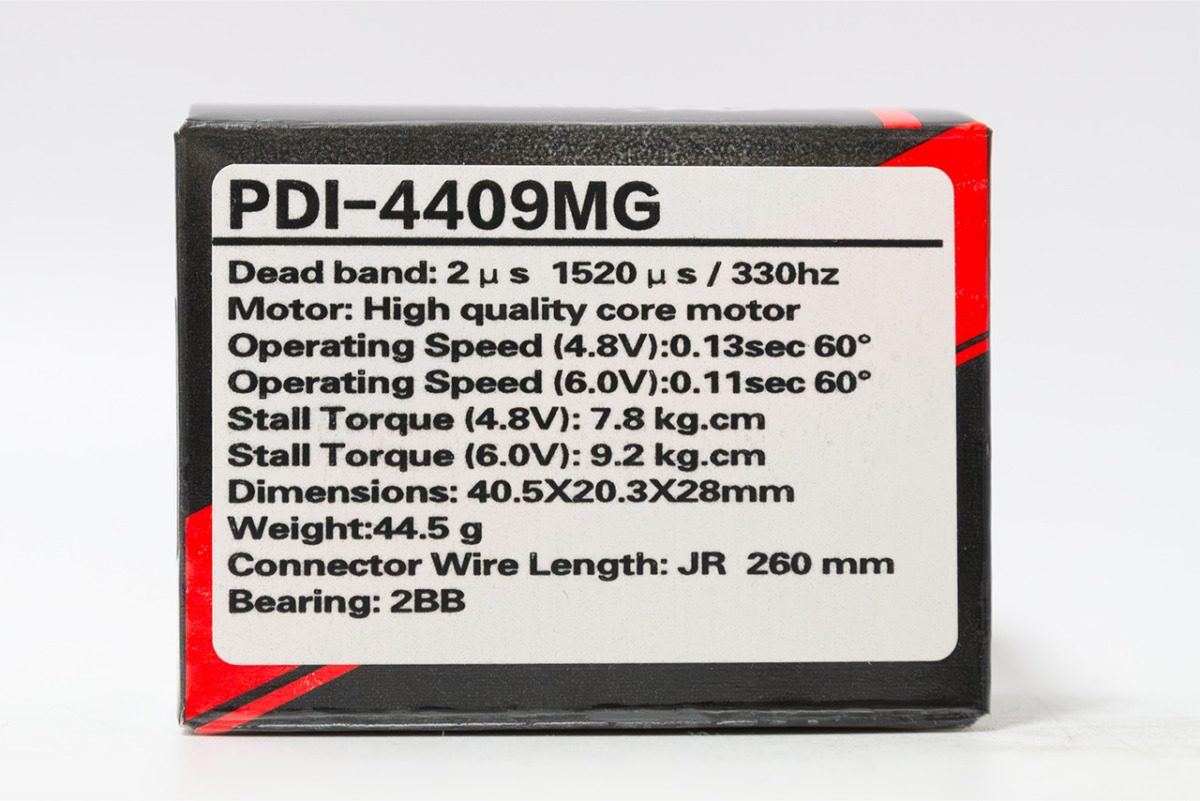 PDI-4409MG
Dead band: 2 μ s  1520 μ s / 330hz
Motor: High quality core motor
Operating Speed (4.8V):0.13sec 60°
Operating Speed (6.0V):0.11sec 60°
Stall Torque (4.8V): 7.8 kg.cm
Stall Torque (6.0V): 9.2 kg.cm
Dimensions: 40.5X20.3X28mm
Weight:44.5 g
Connector Wire Length: JR  260 mm
Bearing: 2BB